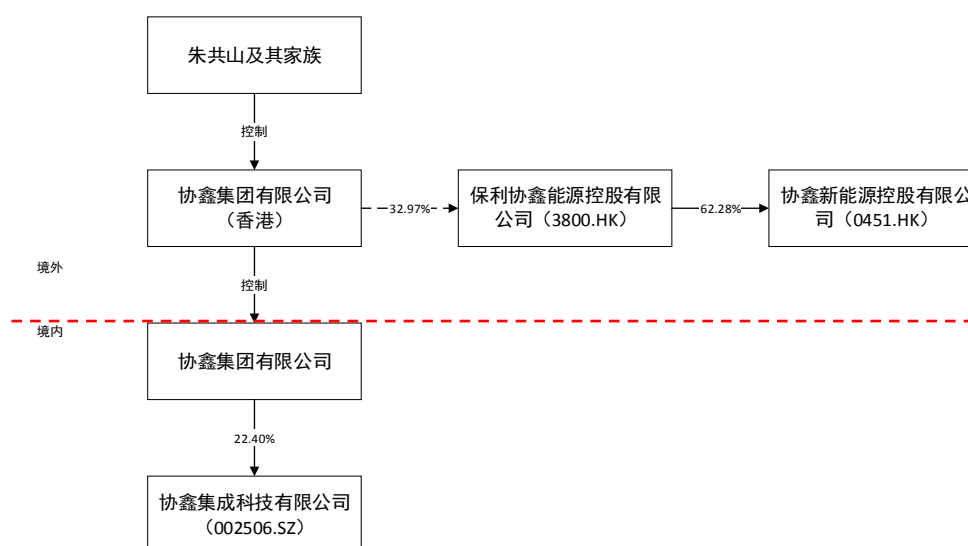 朱共山及其家族
控制
协鑫集团有限公司
（香港）
32.97%
保利协鑫能源控股有限
公司（3800.HK）
62.28%
协鑫新能源控股有限公
司（0451.HK）
境外
控制
境内
协鑫集团有限公司
22.40%
协鑫集成科技有限公司
（002506.SZ）